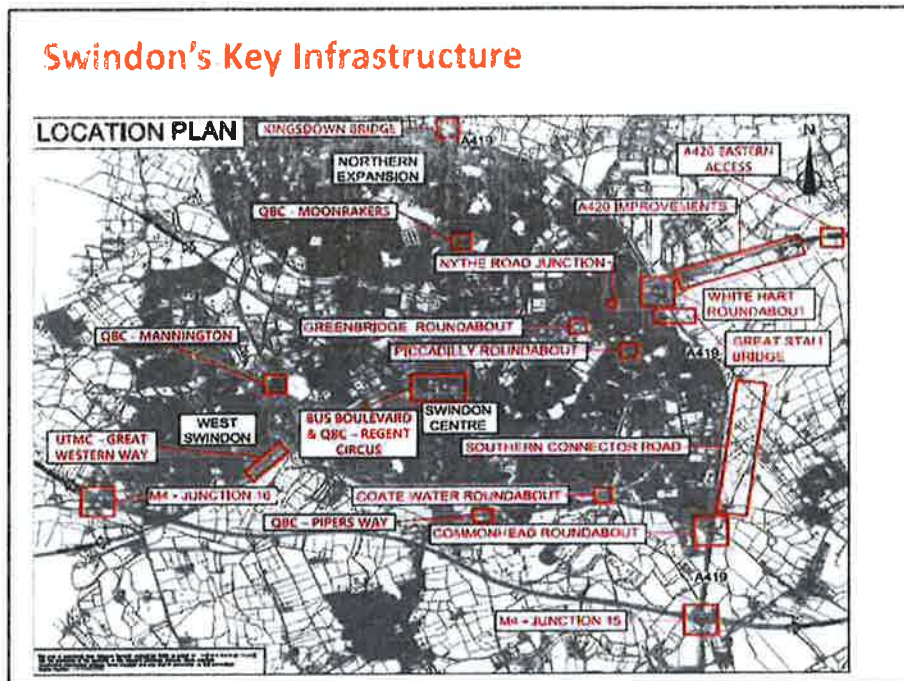 Swindon's Key Infrastructure
LOCATION PLAN
KINGSDOWN BRIDGE
A419
N
NORTHERN
EXPANSION
A420 EASTERN
ACCESS
QBC - MOONRAKERS
A420 IMPROVEMENTS
NYTHE ROAD JUNCTION
WHITE HART
ROUNDABOUT
GREENBRIDGE ROUNDABOUT
QBC - MANNINGTON
PICCADILLY ROUNDABOUT
A419
GREAT STALL
BRIDGE
WEST
SWINDON
BUS BOULEVARD
& QBC - REGENT
CIRCUS
SWINDON
CENTRE
UTMC - GREAT
WESTERN WAY
SOUTHERN CONNECTOR ROAD
M4 - JUNCTION 16
COATE WATER ROUNDABOUT
QBC - PIPERS WAY
COMMONHEAD ROUNDABOUT
A419
M4 - JUNCTION 15